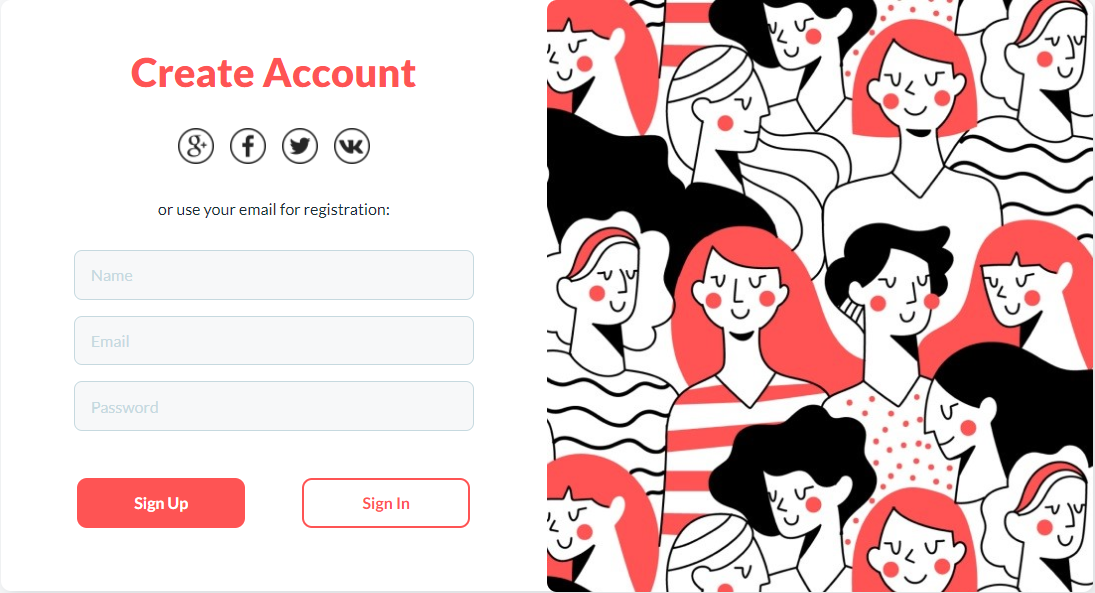 Create Account
or use your email for registration:
Name
Email
Password
Sign Up
Sign In